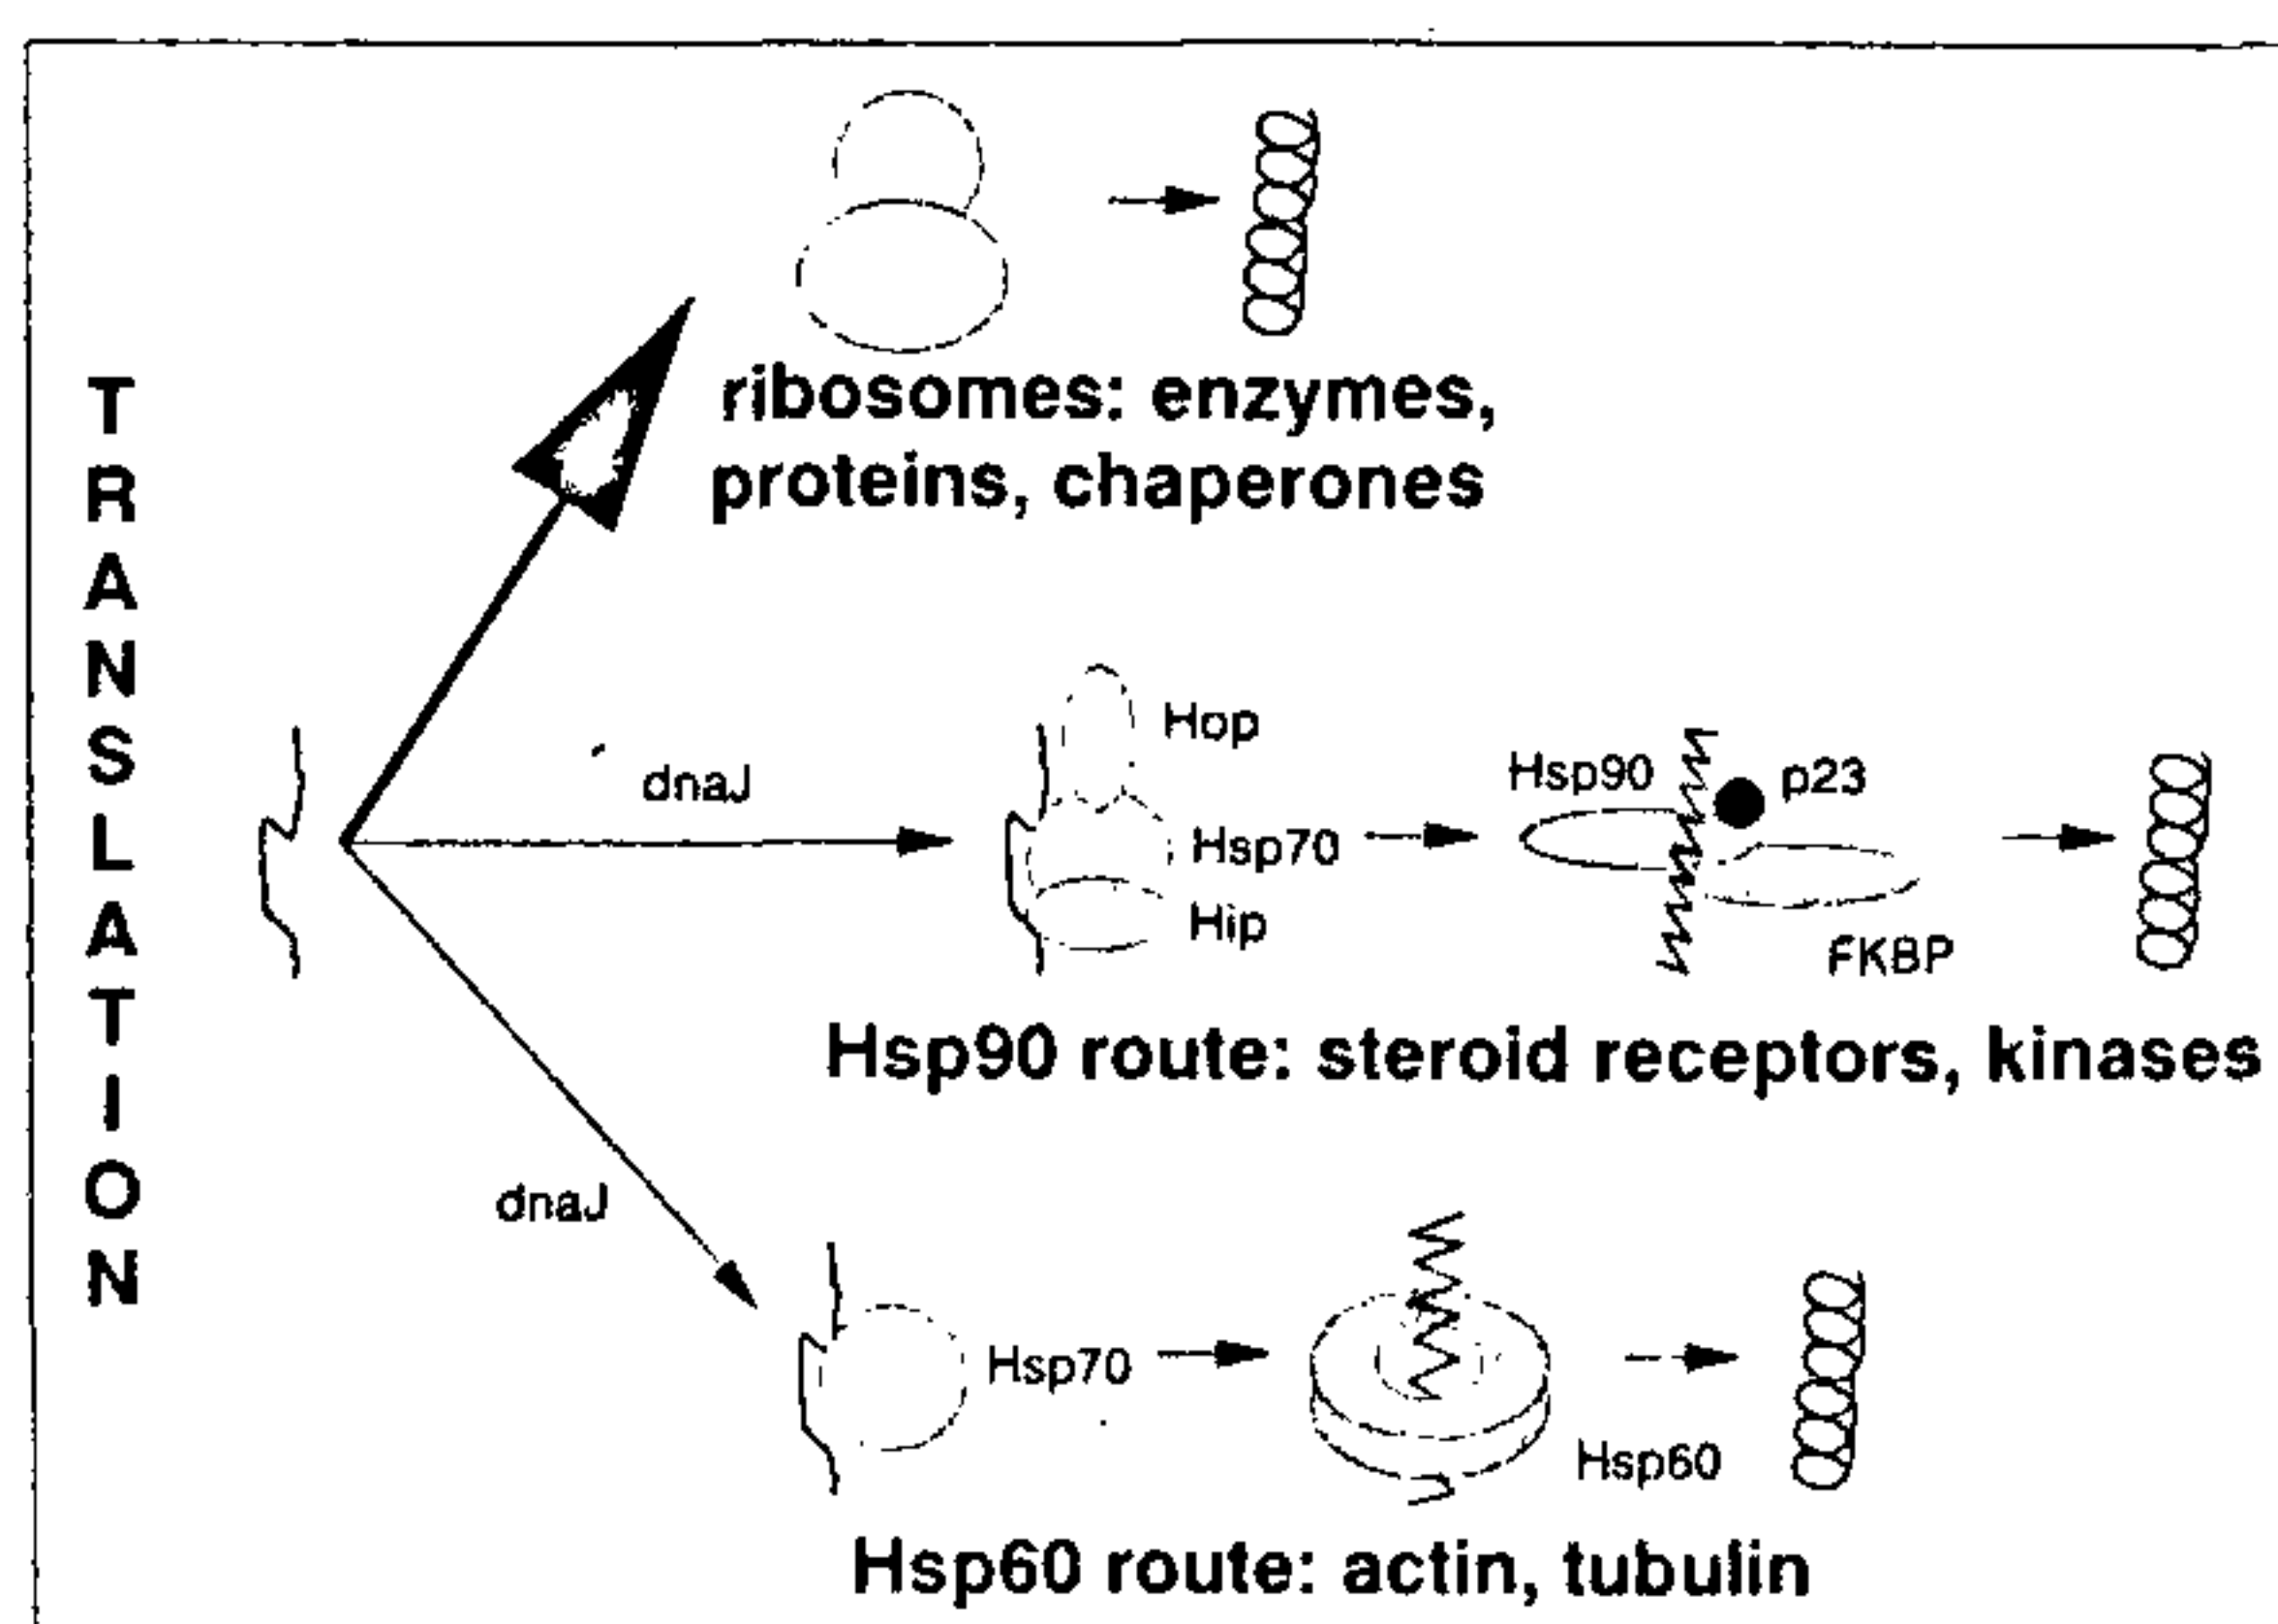 TRANSLATION
ribosomes: enzymes,
proteins, chaperones
dnaJ
Hop
Hsp70
Hip
Hsp90
p23
FKBP
Hsp90 route: steroid receptors, kinases
dnaJ
Hsp70
Hsp60
Hsp60 route: actin, tubulin